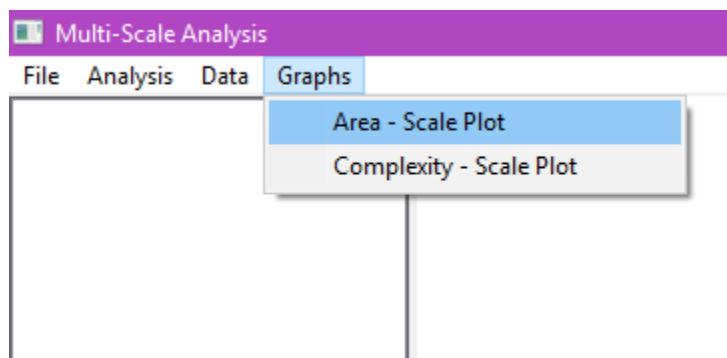 Multi-Scale Analysis
File Analysis Data Graphs
Area - Scale Plot
Complexity - Scale Plot